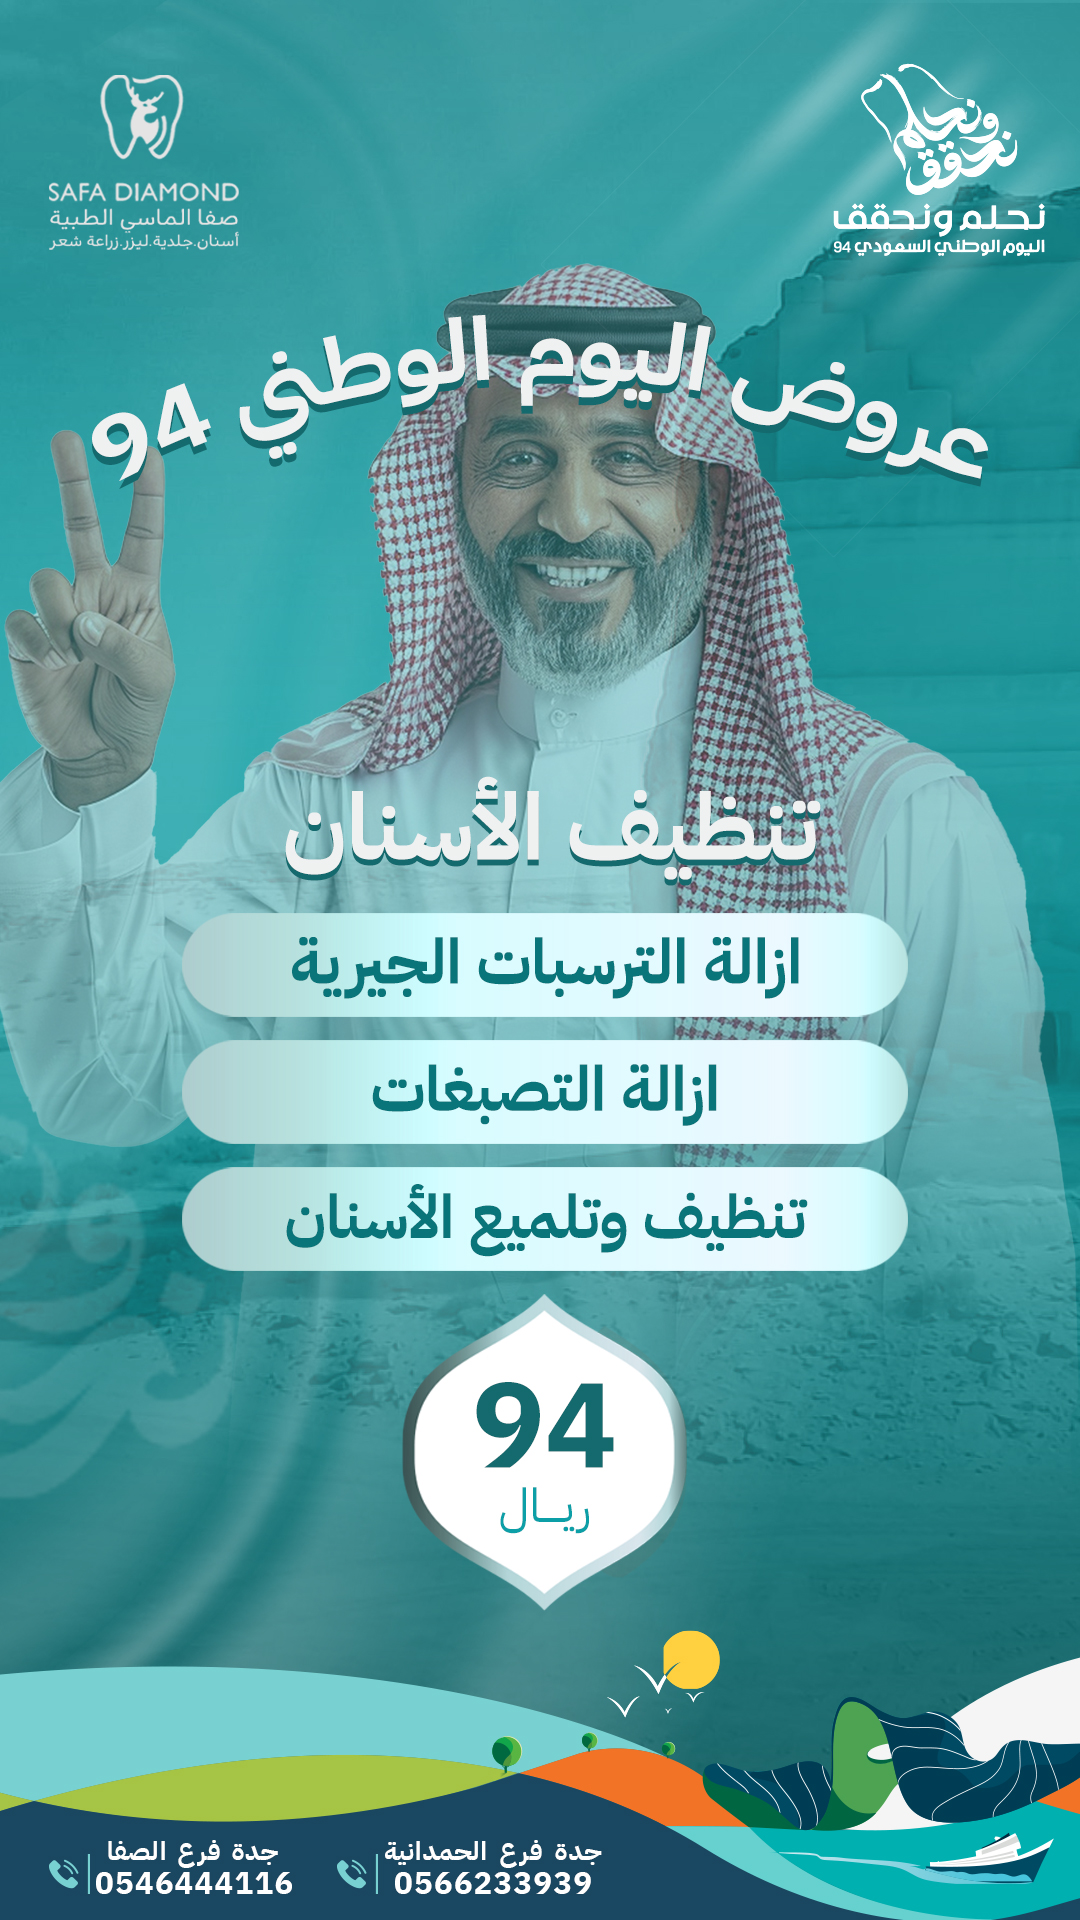 SAFA DIAMOND
صفا الماسي الطبية
أسنان.جلدية.ليزر.زراعة شعر
نحلم ونحقق
نحلم ونحقق
اليوم الوطني السعودي 94
عروض اليوم الوطني 94
تنظيف الأسنان
ازالة الترسبات الجيرية
ازالة التصبغات
تنظيف وتلميع الأسنان
94
ريال
جدة فرع الحمدانية
0566233939
جدة فرع الصفا
0546444116